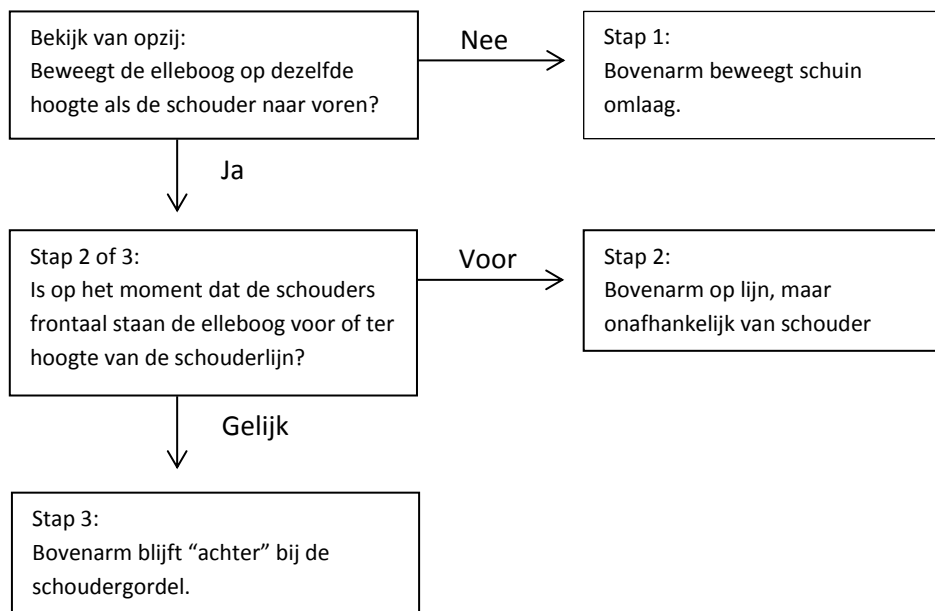 Bekijk van opzij:
Beweegt de elleboog op dezelfde
hoogte als de schouder naar voren?
Nee
Stap 1:
Bovenarm beweegt schuin
omlaag.
Ja
Stap 2 of 3:
Is op het moment dat de schouders
frontaal staan de elleboog voor of ter
hoogte van de schouderlijn?
Voor
Stap 2:
Bovenarm op lijn, maar
onafhankelijk van schouder
Gelijk
Stap 3:
Bovenarm blijft “achter” bij de
schoudergordel.